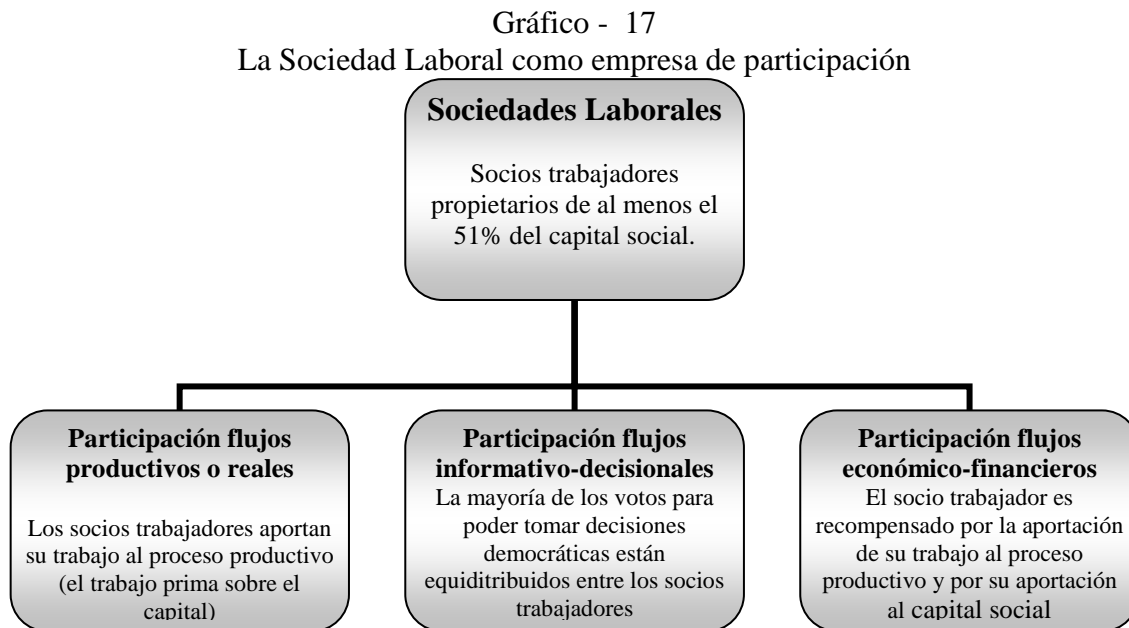 Gráfico - 17
La Sociedad Laboral como empresa de participación
Sociedades Laborales
Socios trabajadores
propietarios de al menos el
51% del capital social.
Participación flujos
productivos o reales
Los socios trabajadores aportan
su trabajo al proceso productivo
(el trabajo prima sobre el
capital)
Participación flujos
informativo-decisionales
La mayoría de los votos para
poder tomar decisiones
democráticas están
equiditribuidos entre los socios
trabajadores
Participación flujos
económico-financieros
El socio trabajador es
recompensado por la aportación
de su trabajo al proceso
productivo y por su aportación
al capital social